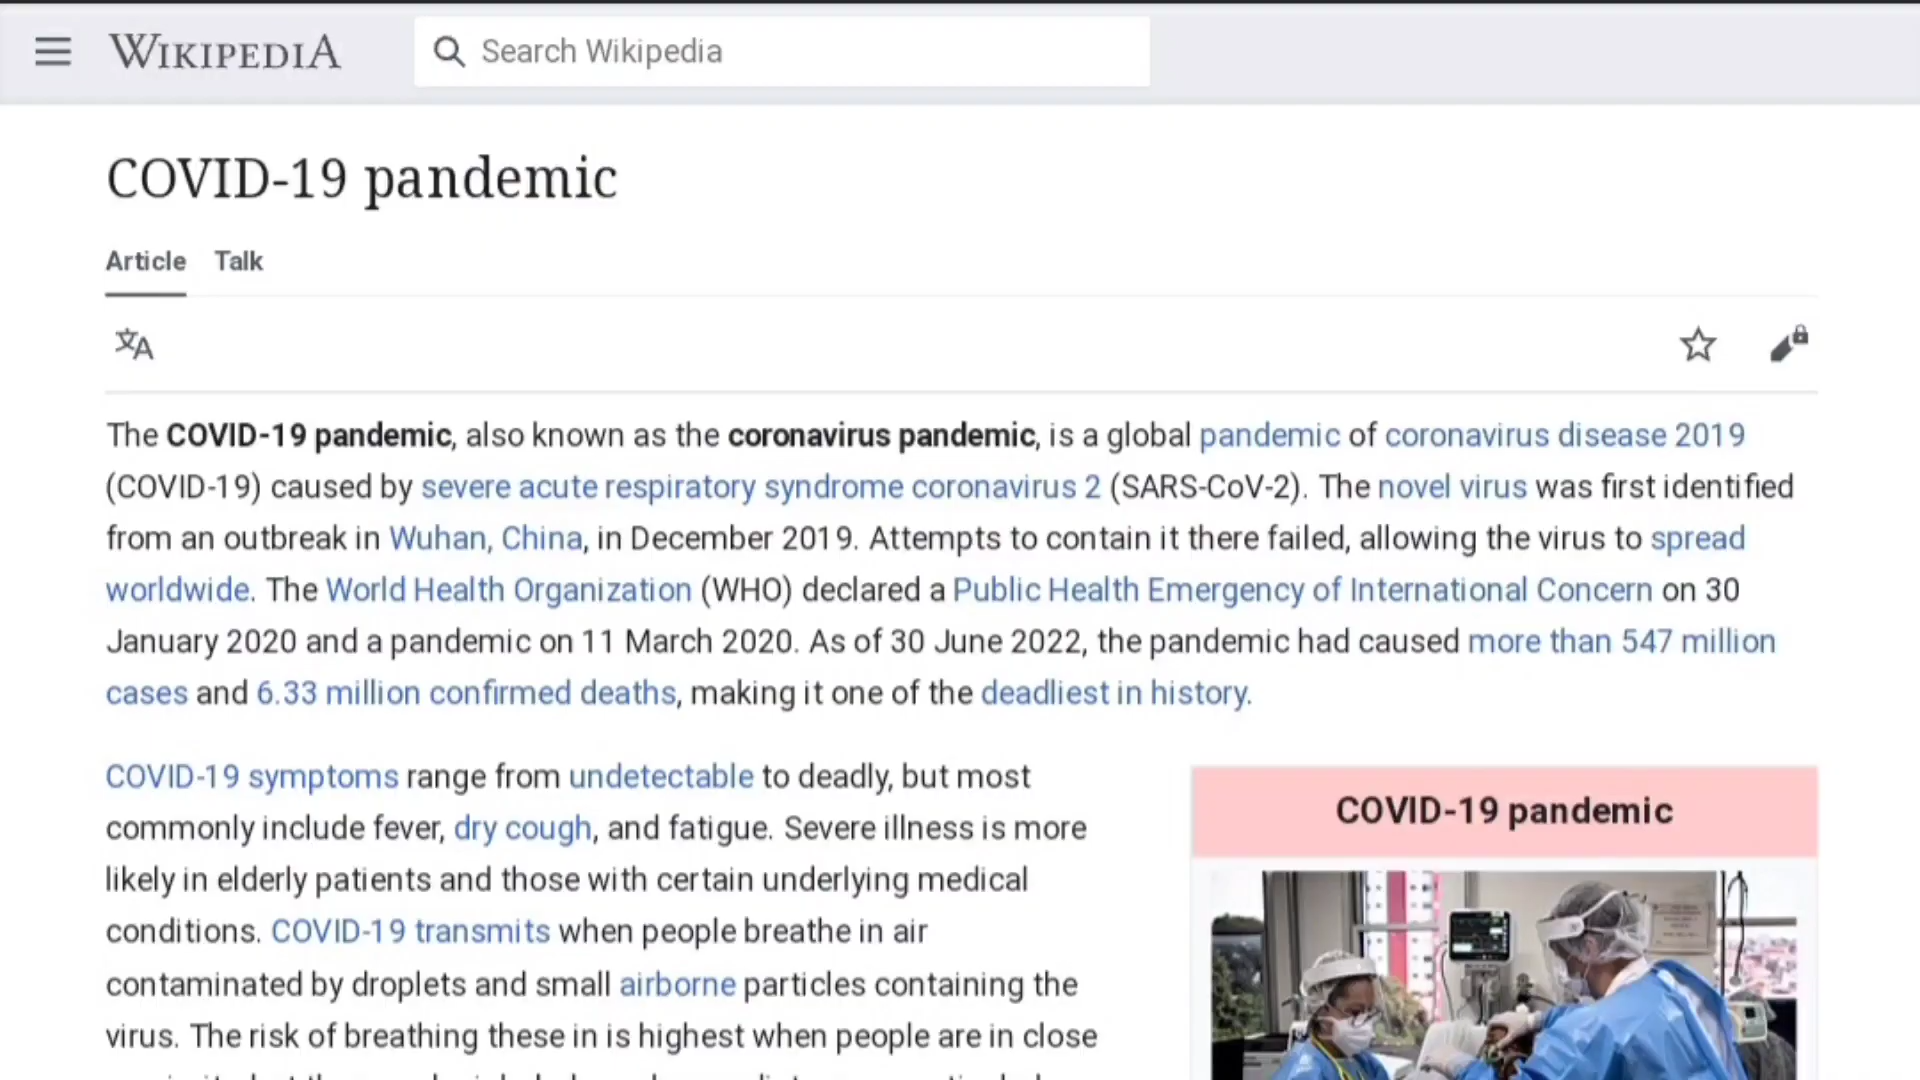 WIKIPEDIA
Search Wikipedia
COVID-19 pandemic
Article Talk
The COVID-19 pandemic, also known as the coronavirus pandemic, is a global pandemic of coronavirus disease 2019
(COVID-19) caused by severe acute respiratory syndrome coronavirus 2 (SARS-CoV-2). The novel virus was first identified
from an outbreak in Wuhan, China, in December 2019. Attempts to contain it there failed, allowing the virus to spread
worldwide. The World Health Organization (WHO) declared a Public Health Emergency of International Concern on 30
January 2020 and a pandemic on 11 March 2020. As of 30 June 2022, the pandemic had caused more than 547 million
cases and 6.33 million confirmed deaths, making it one of the deadliest in history.
COVID-19 symptoms range from undetectable to deadly, but most
commonly include fever, dry cough, and fatigue. Severe illness is more
likely in elderly patients and those with certain underlying medical
conditions. COVID-19 transmits when people breathe in air
contaminated by droplets and small airborne particles containing the
virus. The risk of breathing these in is highest when people are in close
COVID-19 pandemic